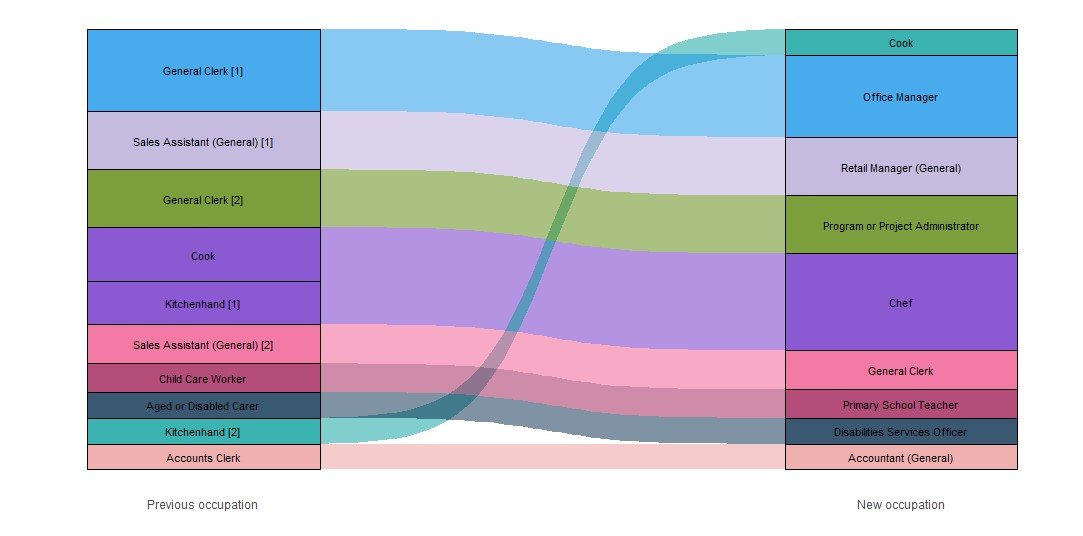 General Clerk [1]
Sales Assistant (General) [1]
General Clerk [2]
Cook
Kitchenhand [1]
Sales Assistant (General) [2]
Child Care Worker
Aged or Disabled Carer
Kitchenhand [2]
Accounts Clerk
Previous occupation
Cook
Office Manager
Retail Manager (General)
Program or Project Administrator
Chef
General Clerk
Primary School Teacher
Disabilities Services Officer
Accountant (General)
New occupation